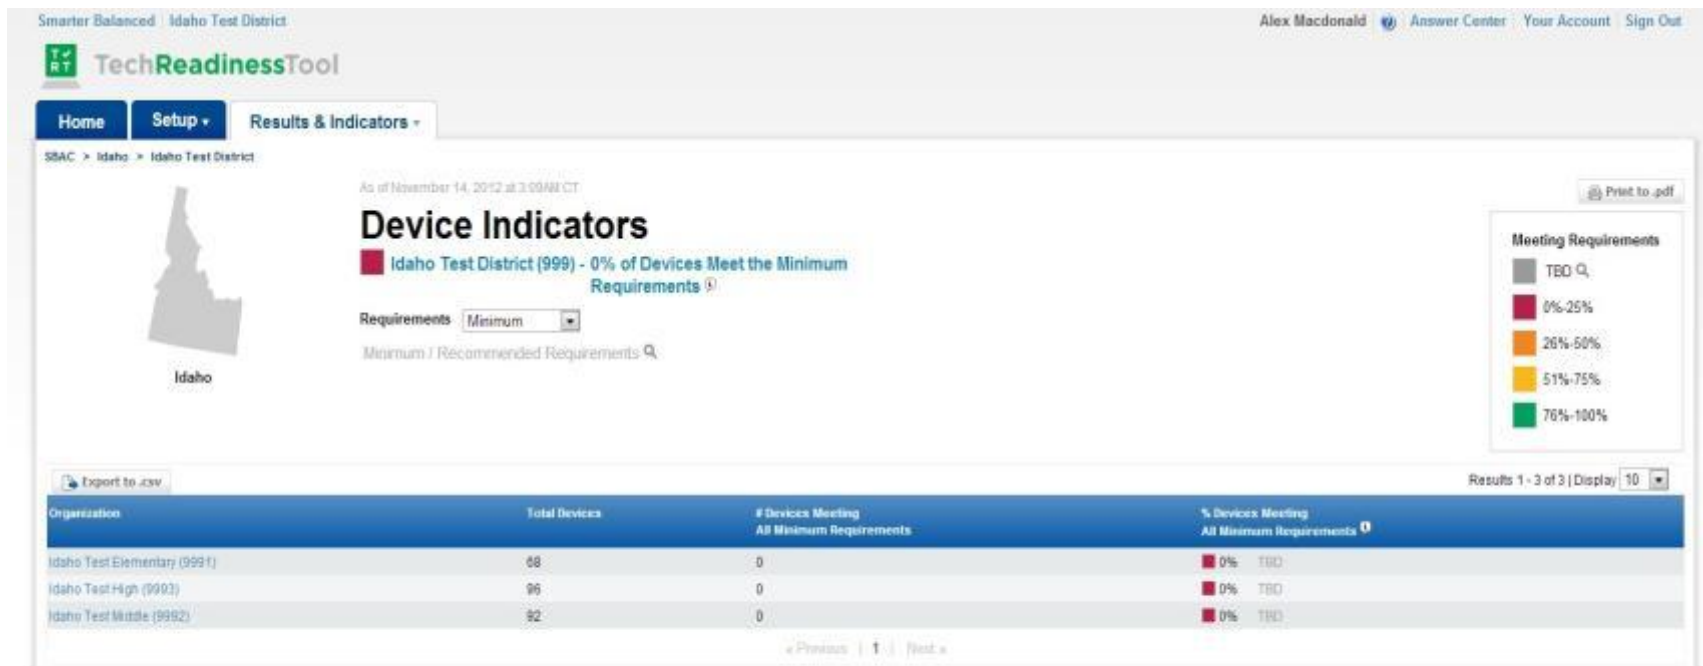 Smarter Balanced Idaho Test District
Alex Macdonald Answer Center Your Account Sign Out
TRRT TechReadinessTool
Home Setup Results & Indicators
SBAC > Idaho > Idaho Test District
As of November 14, 2012 at 3:09AM CT
Print to .pdf
Device Indicators
Idaho Test District (999) - 0% of Devices Meet the Minimum
Requirements
Requirements Minimum
Minimum / Recommended Requirements
Idaho
Meeting Requirements
TBD
0%-25%
26%-50%
51%-75%
76%-100%
Export to .csv
Results 1 - 3 of 3 | Display 10
Organization Total Devices # Devices Meeting All Minimum Requirements % Devices Meeting All Minimum Requirements
Idaho Test Elementary (9991) 68 0 0% TBD
Idaho Test High (9993) 96 0 0% TBD
Idaho Test Middle (9992) 92 0 0% TBD
« Previous | 1 | Next »